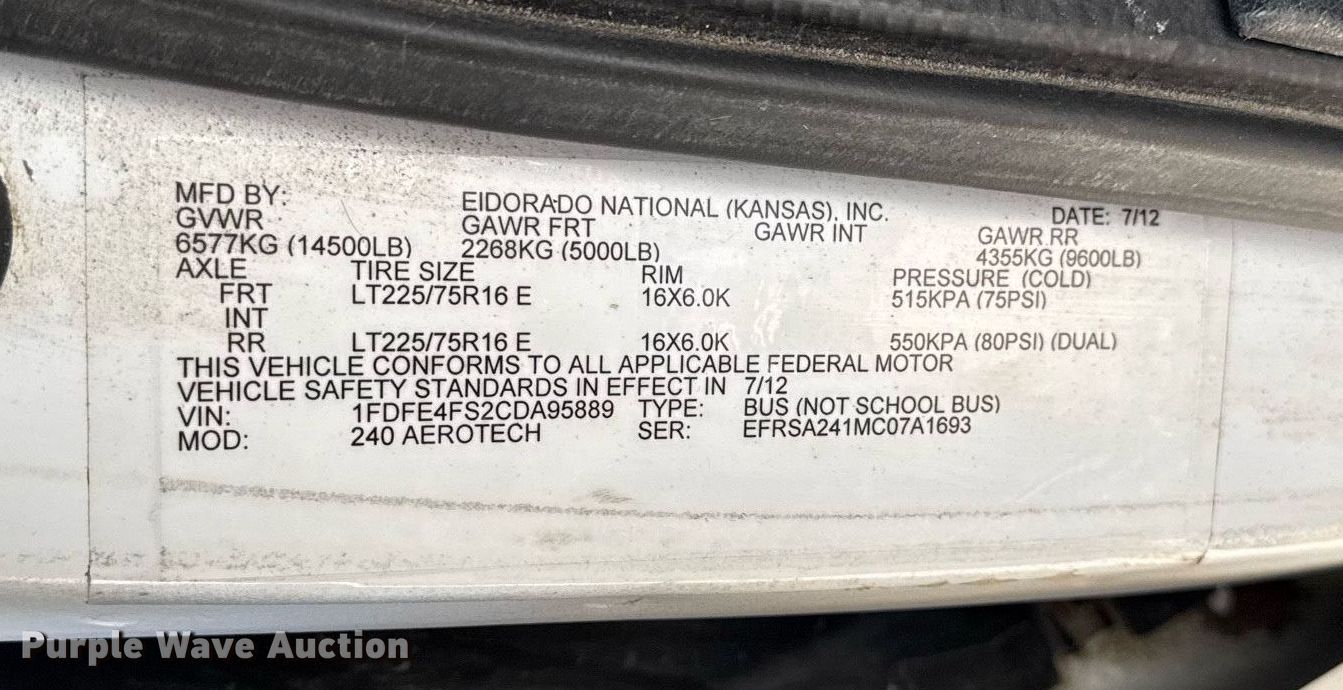 MFD BY: EIDORADO NATIONAL (KANSAS), INC. DATE: 7/12
GVWR GAWR FRT GAWR INT GAWR RR
6577KG (14500LB) 2268KG (5000LB) 4355KG (9600LB)
AXLE TIRE SIZE RIM PRESSURE (COLD)
FRT LT225/75R16 E 16X6.0K 515KPA (75PSI)
INT
RR LT225/75R16 E 16X6.0K 550KPA (80PSI) (DUAL)
THIS VEHICLE CONFORMS TO ALL APPLICABLE FEDERAL MOTOR
VEHICLE SAFETY STANDARDS IN EFFECT IN 7/12
VIN: 1FDFE4FS2CDA95889 TYPE: BUS (NOT SCHOOL BUS)
MOD: 240 AEROTECH SER: EFRSA241MC07A1693
Purple Wave Auction